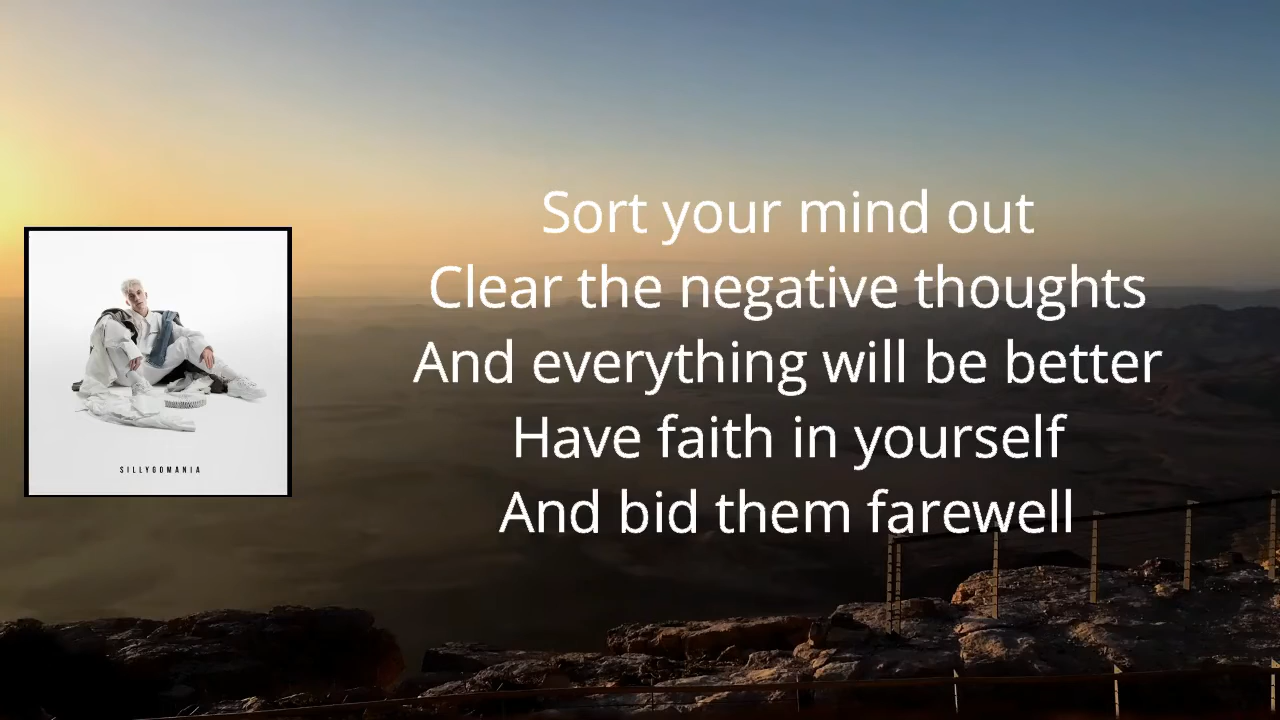 Sort your mind out
Clear the negative thoughts
And everything will be better
Have faith in yourself
And bid them farewell
SILLYGOMANIA